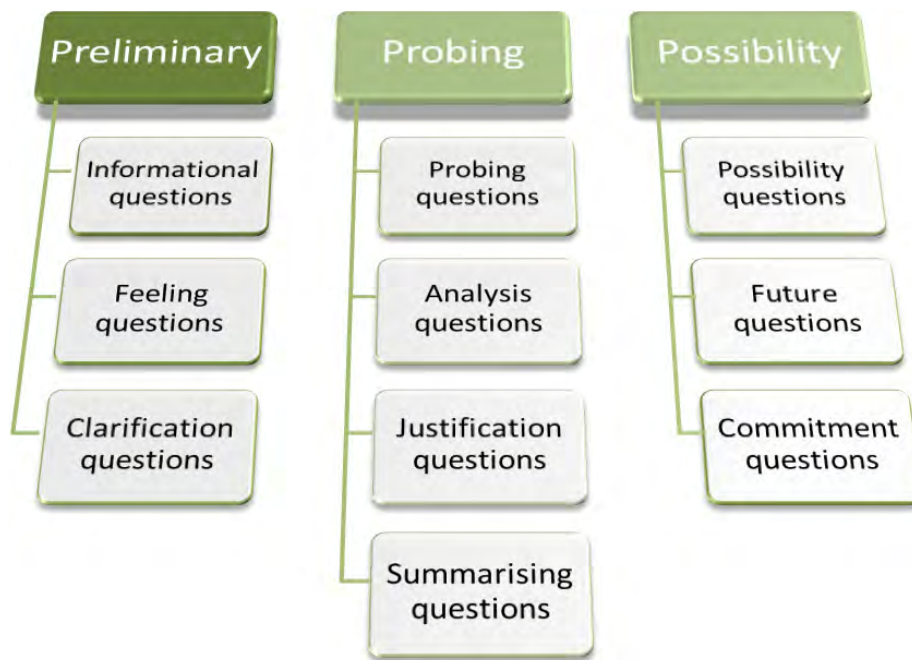 Preliminary
Informational
questions
Feeling
questions
Clarification
questions
Probing
Probing
questions
Analysis
questions
Justification
questions
Summarising
questions
Possibility
Possibility
questions
Future
questions
Commitment
questions